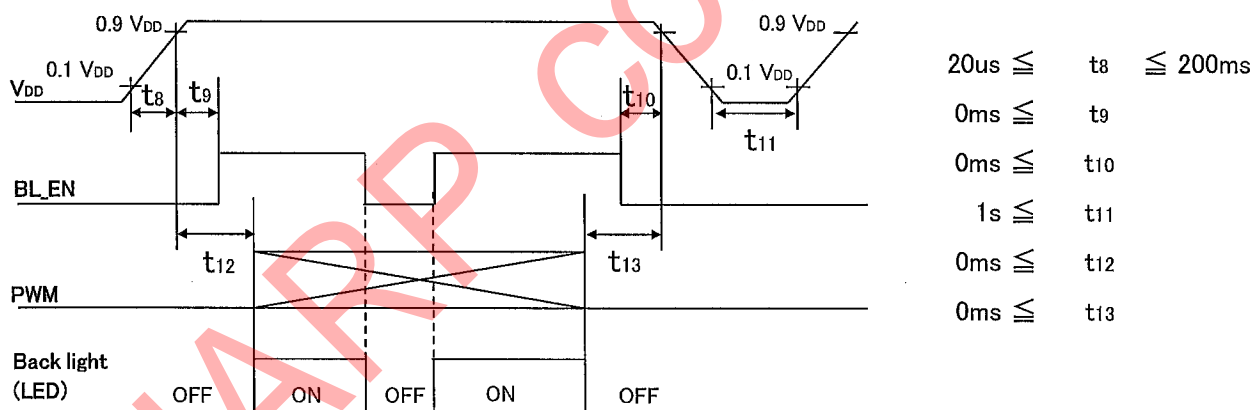 0.9 VDD
0.9 VDD
0.1 VDD
0.1 VDD
VDD
t8
t9
t10
t11
BL_EN
t12
t13
PWM
Back light
(LED)
OFF ON OFF ON OFF
20us ≦ t8 ≦ 200ms
0ms ≦ t9
0ms ≦ t10
1s ≦ t11
0ms ≦ t12
0ms ≦ t13